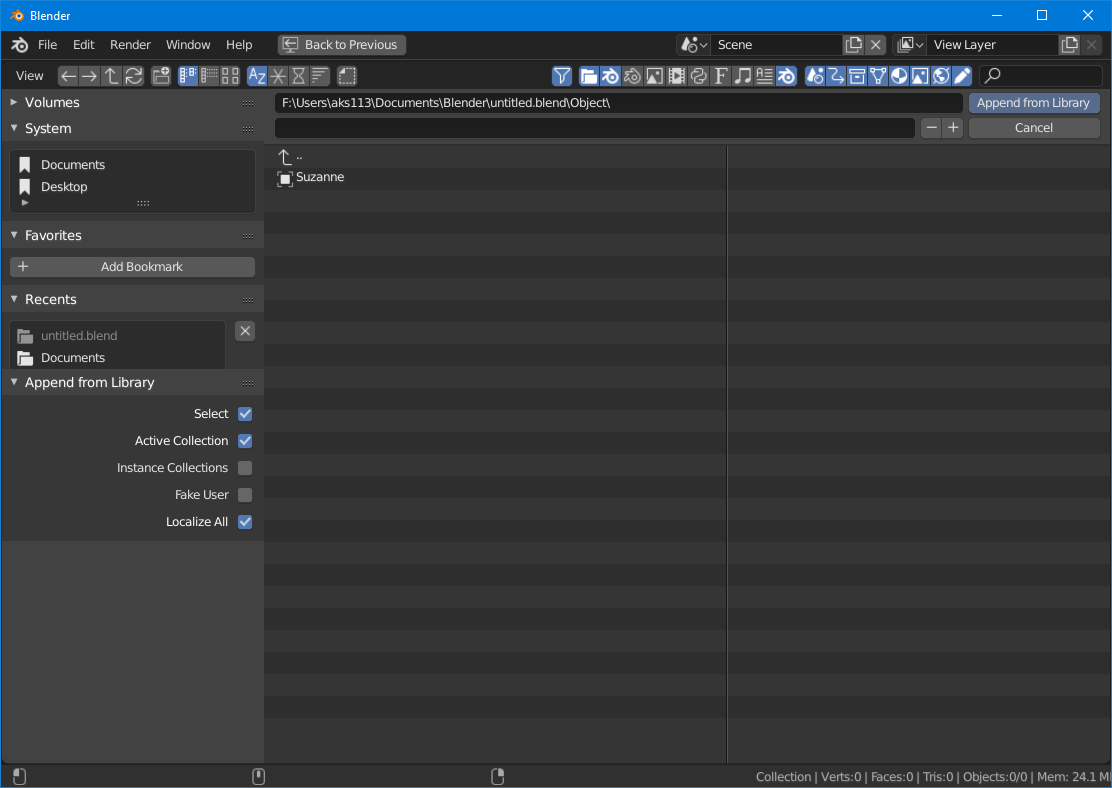 Blender
File Edit Render Window Help Back to Previous Scene View Layer
View
Volumes
F:\Users\aks113\Documents\Blender\untitled.blend\Object\
Append from Library
System
Cancel
Documents
Desktop
..
Suzanne
Favorites
Add Bookmark
Recents
untitled.blend
Documents
Append from Library
Select
Active Collection
Instance Collections
Fake User
Localize All
Collection | Verts:0 | Faces:0 | Tris:0 | Objects:0/0 | Mem: 24.1 M